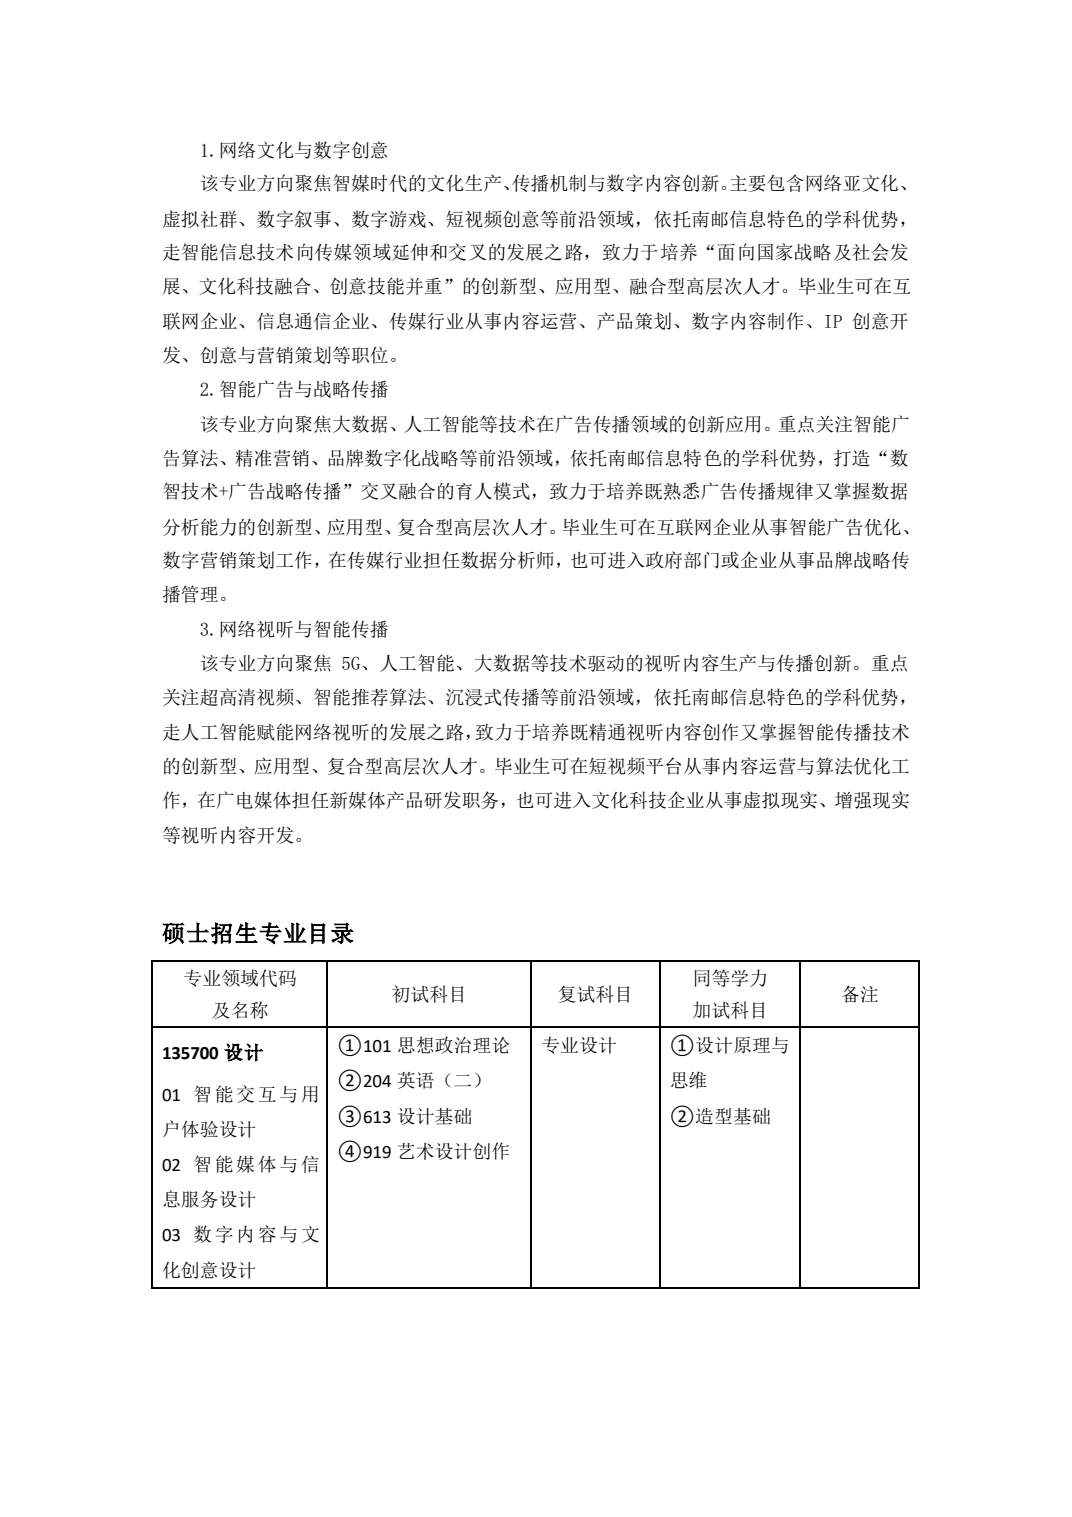 1.网络文化与数字创意
该专业方向聚焦智媒时代的文化生产、传播机制与数字内容创新。主要包含网络亚文化、
虚拟社群、数字叙事、数字游戏、短视频创意等前沿领域，依托南邮信息特色的学科优势，
走智能信息技术向传媒领域延伸和交叉的发展之路，致力于培养“面向国家战略及社会发
展、文化科技融合、创意技能并重”的创新型、应用型、融合型高层次人才。毕业生可在互
联网企业、信息通信企业、传媒行业从事内容运营、产品策划、数字内容制作、IP 创意开
发、创意与营销策划等职位。
2.智能广告与战略传播
该专业方向聚焦大数据、人工智能等技术在广告传播领域的创新应用。重点关注智能广
告算法、精准营销、品牌数字化战略等前沿领域，依托南邮信息特色的学科优势，打造“数
智技术+广告战略传播”交叉融合的育人模式，致力于培养既熟悉广告传播规律又掌握数据
分析能力的创新型、应用型、复合型高层次人才。毕业生可在互联网企业从事智能广告优化、
数字营销策划工作，在传媒行业担任数据分析师，也可进入政府部门或企业从事品牌战略传
播管理。
3.网络视听与智能传播
该专业方向聚焦 5G、人工智能、大数据等技术驱动的视听内容生产与传播创新。重点
关注超高清视频、智能推荐算法、沉浸式传播等前沿领域，依托南邮信息特色的学科优势，
走人工智能赋能网络视听的发展之路，致力于培养既精通视听内容创作又掌握智能传播技术
的创新型、应用型、复合型高层次人才。毕业生可在短视频平台从事内容运营与算法优化工
作，在广电媒体担任新媒体产品研发职务，也可进入文化科技企业从事虚拟现实、增强现实
等视听内容开发。
硕士招生专业目录
专业领域代码
及名称
初试科目
复试科目
同等学力
加试科目
备注
135700 设计
01 智能交互与用
户体验设计
02 智能媒体与信
息服务设计
03 数字内容与文
化创意设计
①101 思想政治理论
②204 英语（二）
③613 设计基础
④919 艺术设计创作
专业设计
①设计原理与
思维
②造型基础